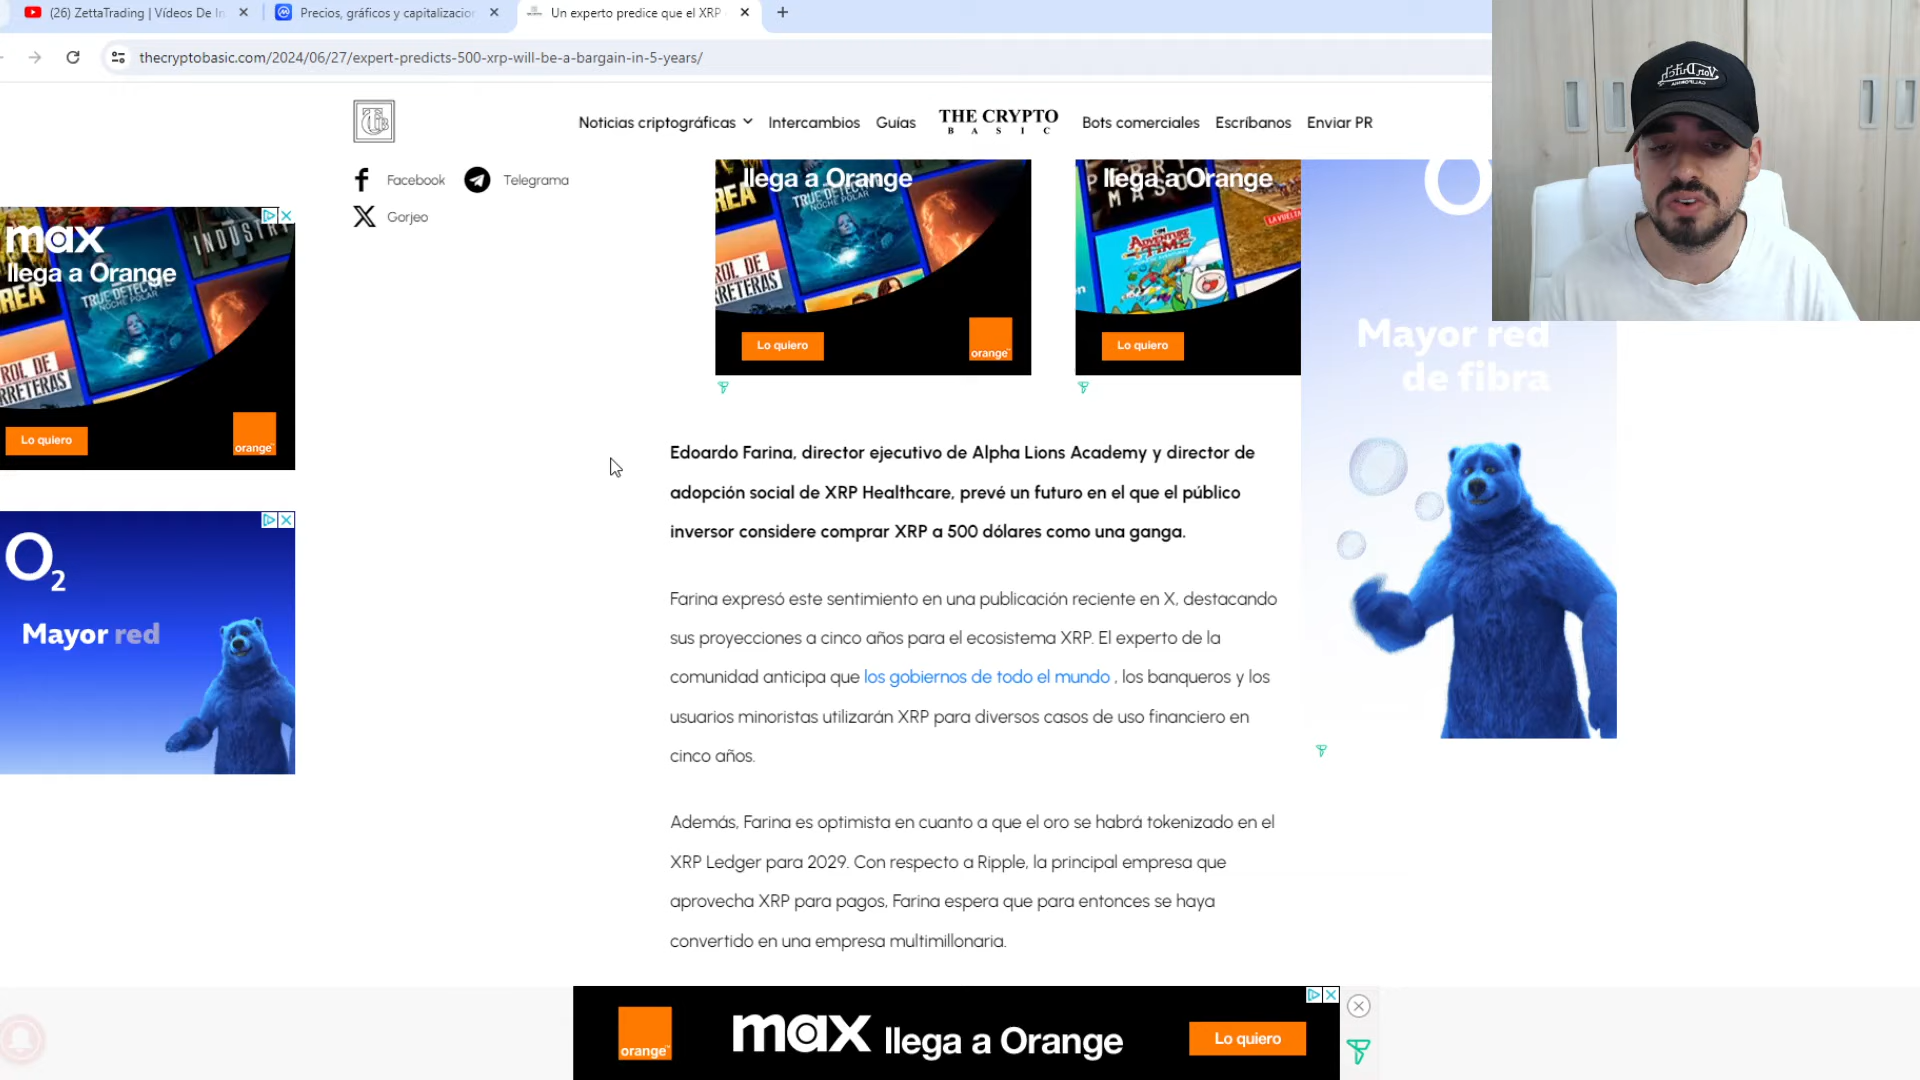 (26) ZettaTrading | Vídeos De In
Precios, gráficos y capitalizacion
Un experto predice que el XRP
thecryptobasic.com/2024/06/27/expert-predicts-500-xrp-will-be-a-bargain-in-5-years/
Noticias criptográficas
Intercambios
Guías
THE CRYPTO
BASIC
Bots comerciales
Escríbanos
Enviar PR
Facebook
Telegrama
Gorjeo
max
llega a Orange
INDUSTRY
TRUE DETECTIVE
NOCHE POLAR
ROL DE
RRETERAS
Lo quiero
orange
llega a Orange
TRUE DETECTIVE
NOCHE POLAR
ROL DE
RRETERAS
Lo quiero
orange
llega a Orange
ADVENTURE
TIME
LA VUELTA
Lo quiero
Mayor red
de fibra
O2
Mayor red
Edoardo Farina, director ejecutivo de Alpha Lions Academy y director de
adopción social de XRP Healthcare, prevé un futuro en el que el público
inversor considere comprar XRP a 500 dólares como una ganga.
Farina expresó este sentimiento en una publicación reciente en X, destacando
sus proyecciones a cinco años para el ecosistema XRP. El experto de la
comunidad anticipa que los gobiernos de todo el mundo , los banqueros y los
usuarios minoristas utilizarán XRP para diversos casos de uso financiero en
cinco años.
Además, Farina es optimista en cuanto a que el oro se habrá tokenizado en el
XRP Ledger para 2029. Con respecto a Ripple, la principal empresa que
aprovecha XRP para pagos, Farina espera que para entonces se haya
convertido en una empresa multimillonaria.
orange
max llega a Orange
Lo quiero